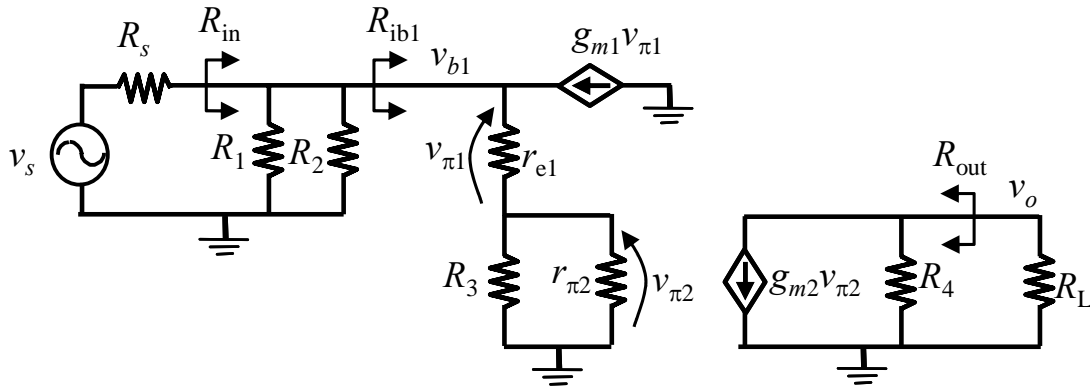 R_s
R_in
R_ib1
v_b1
g_m1v_π1
v_s
R_1
R_2
v_π1
r_e1
R_3
r_π2
v_π2
g_m2v_π2
R_4
R_out
v_o
R_L